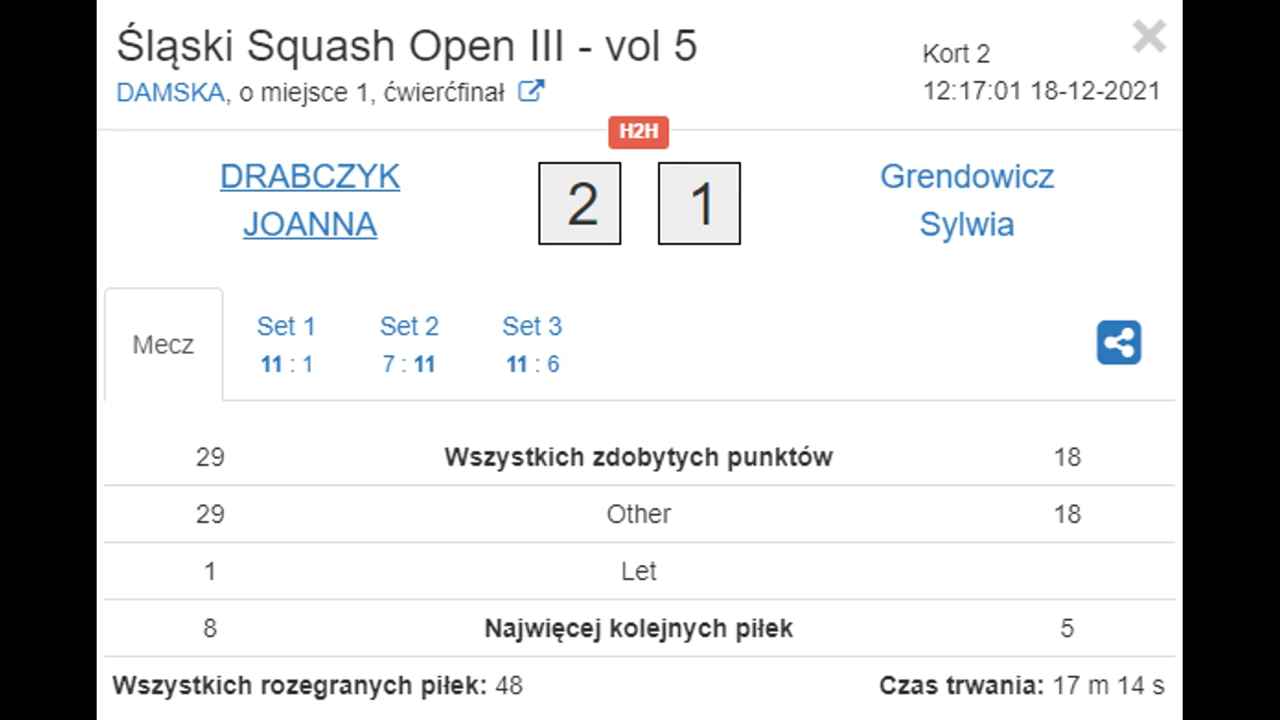 Śląski Squash Open III - vol 5
DAMSKA, o miejsce 1, ćwierćfinał
Kort 2
12:17:01 18-12-2021
H2H
DRABCZYK
JOANNA
2 1
Grendowicz
Sylwia
Mecz
Set 1 Set 2 Set 3
11 : 1 7 : 11 11 : 6
29 Wszystkich zdobytych punktów 18
29 Other 18
1 Let
8 Najwięcej kolejnych piłek 5
Wszystkich rozegranych piłek: 48 Czas trwania: 17 m 14 s